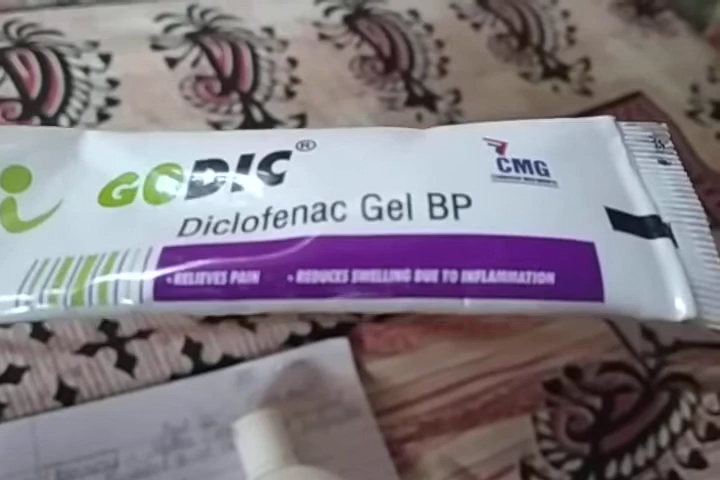 GODIC®
CMG
Diclofenac Gel BP
• RELIEVES PAIN • REDUCES SWELLING DUE TO INFLAMMATION